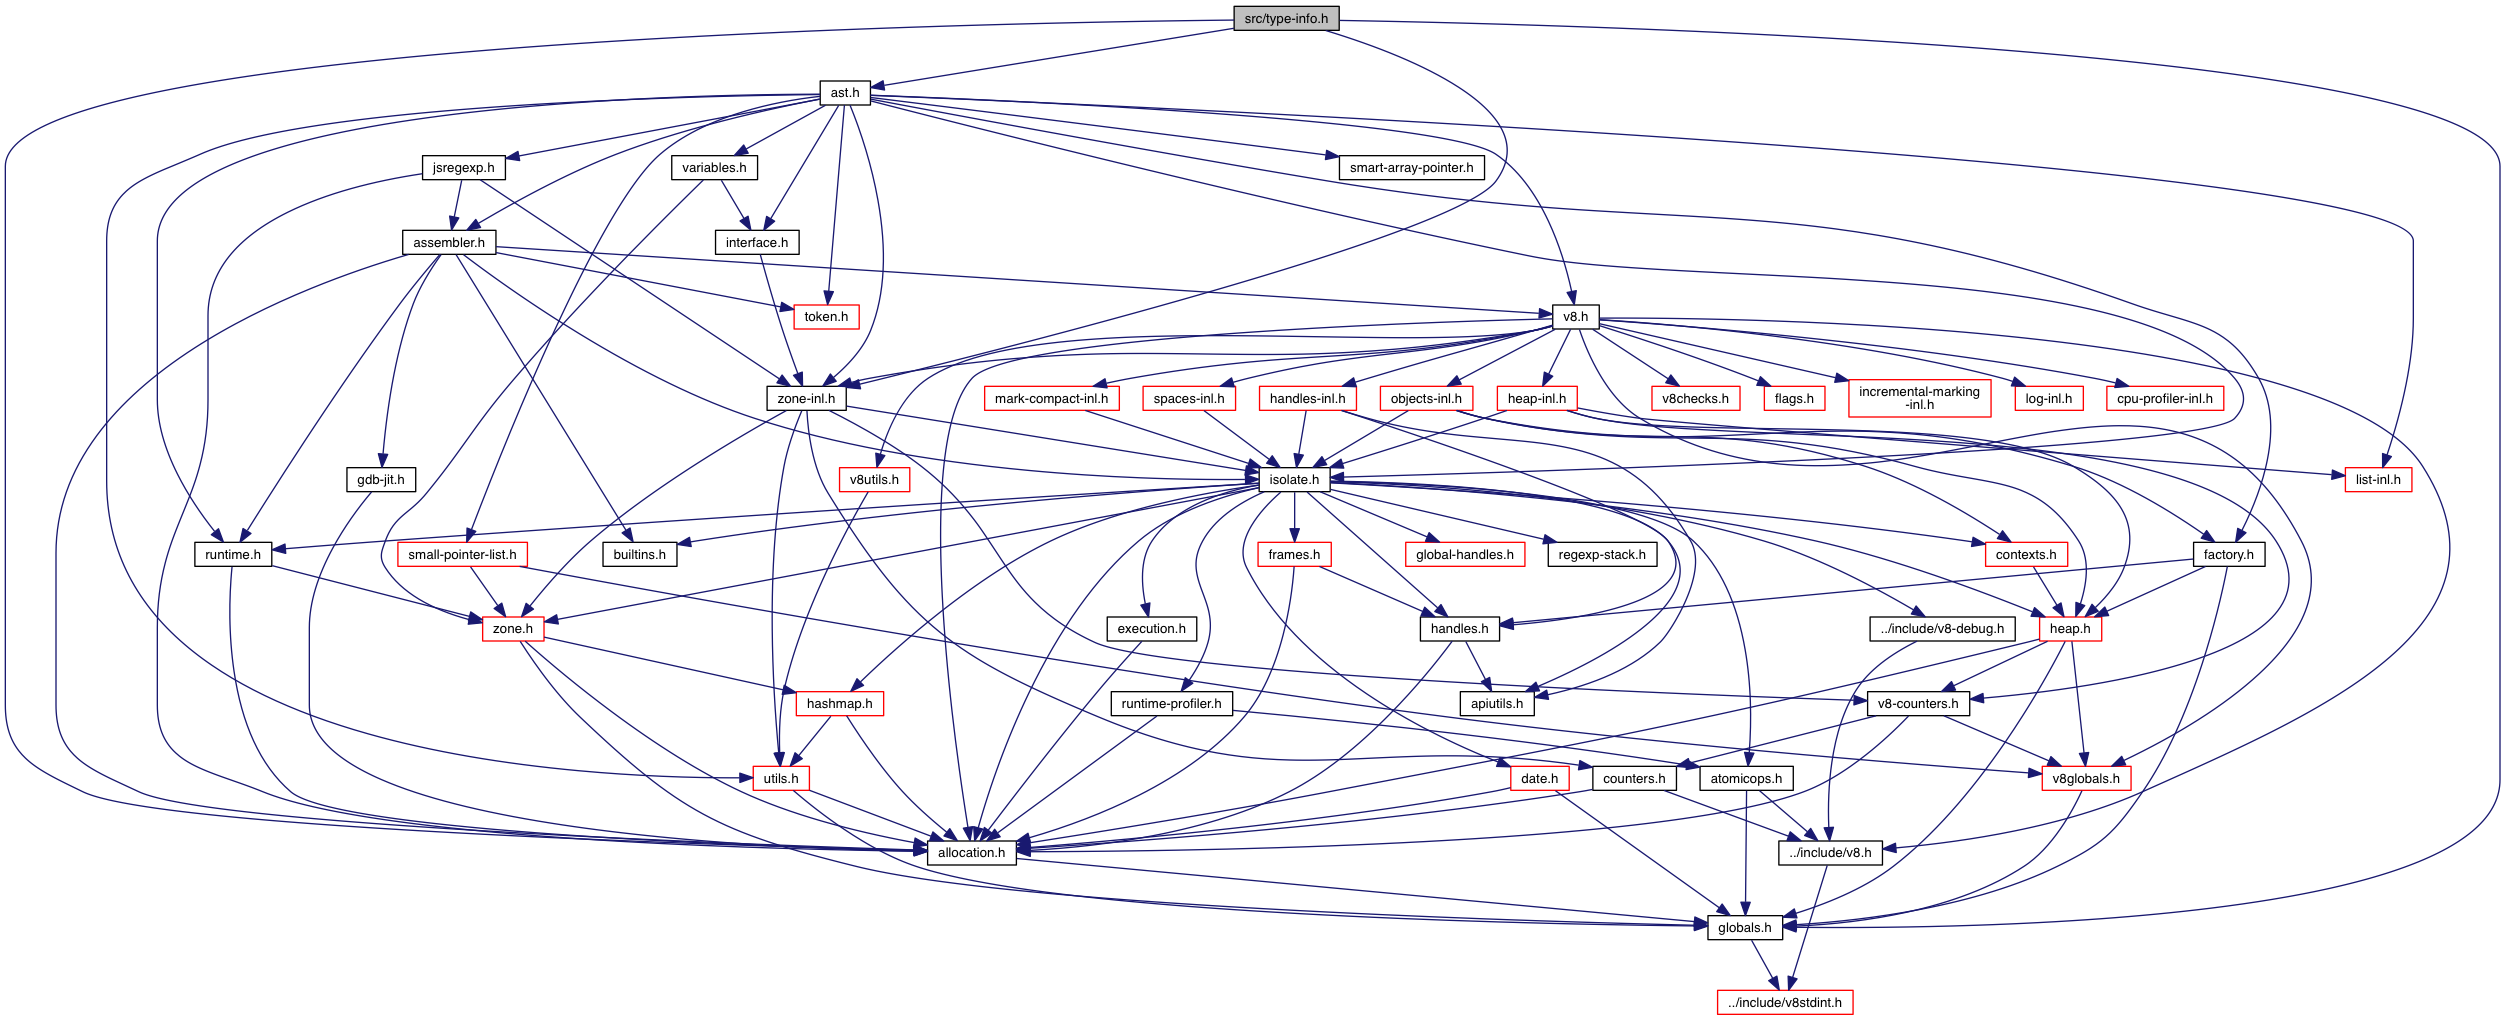 src/type-info.h
ast.h
jsregexp.h
variables.h
smart-array-pointer.h
assembler.h
interface.h
token.h
v8.h
zone-inl.h
mark-compact-inl.h
spaces-inl.h
handles-inl.h
objects-inl.h
heap-inl.h
v8checks.h
flags.h
incremental-marking
-inl.h
log-inl.h
cpu-profiler-inl.h
gdb-jit.h
v8utils.h
isolate.h
list-inl.h
runtime.h
small-pointer-list.h
builtins.h
frames.h
global-handles.h
regexp-stack.h
contexts.h
factory.h
zone.h
execution.h
handles.h
../include/v8-debug.h
heap.h
hashmap.h
runtime-profiler.h
apiutils.h
v8-counters.h
utils.h
date.h
counters.h
atomicops.h
v8globals.h
allocation.h
../include/v8.h
globals.h
../include/v8stdint.h